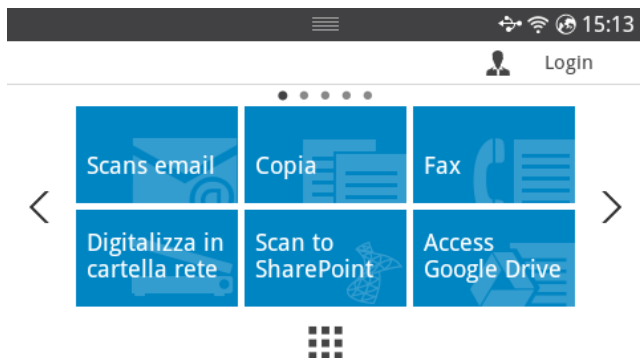 15:13
Login
Scans email
Copia
Fax
@
Digitalizza in
cartella rete
Scan to
SharePoint
Access
Google Drive